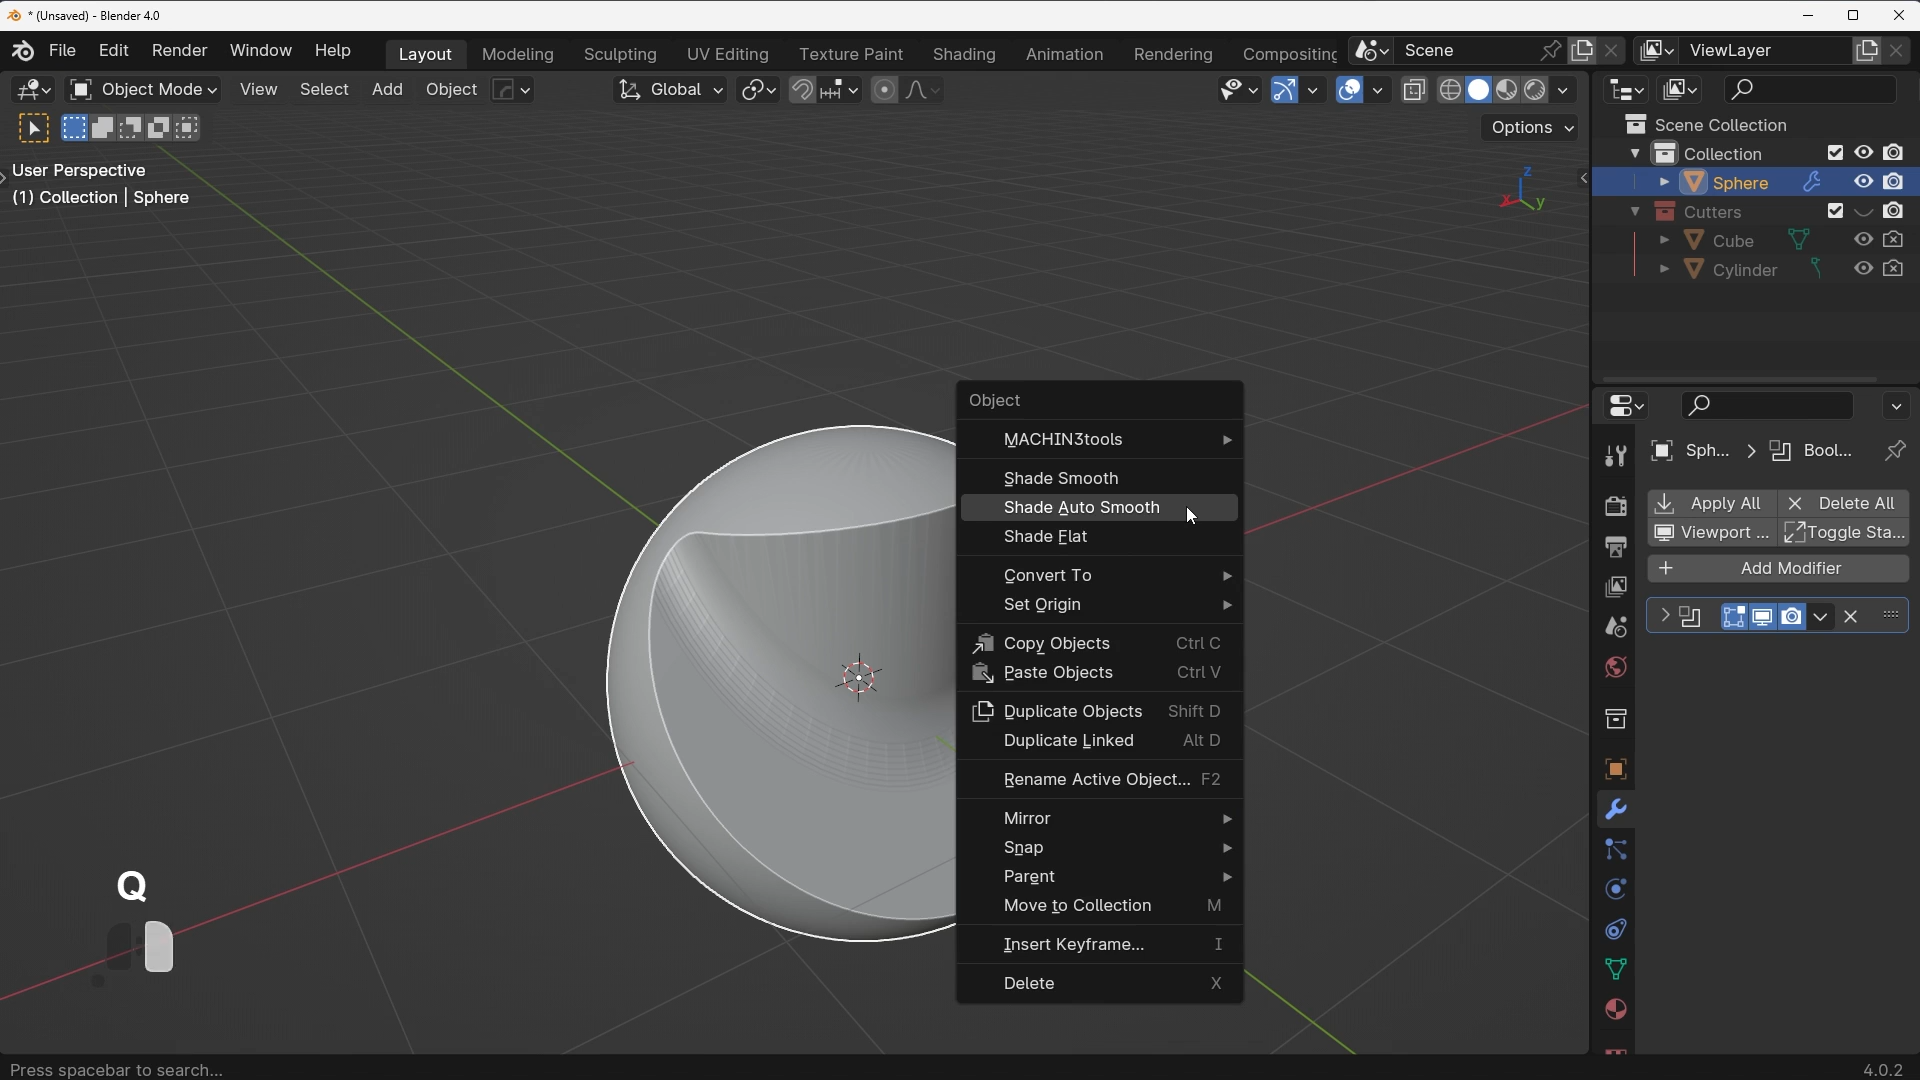 * (Unsaved) - Blender 4.0
File Edit Render Window Help Layout Modeling Sculpting UV Editing Texture Paint Shading Animation Rendering Compositing Scene ViewLayer
Object Mode View Select Add Object Global
Options
User Perspective
(1) Collection | Sphere
Z
X
Y
Scene Collection
Collection
Sphere
Cutters
Cube
Cylinder
Object
MACHIN3tools
Shade Smooth
Shade Auto Smooth
Shade Flat
Convert To
Set Origin
Copy Objects Ctrl C
Paste Objects Ctrl V
Duplicate Objects Shift D
Duplicate Linked Alt D
Rename Active Object... F2
Mirror
Snap
Parent
Move to Collection M
Insert Keyframe... I
Delete X
Sph... Bool...
Apply All Delete All
Viewport ... Toggle Sta...
Add Modifier
Q
Press spacebar to search... 4.0.2